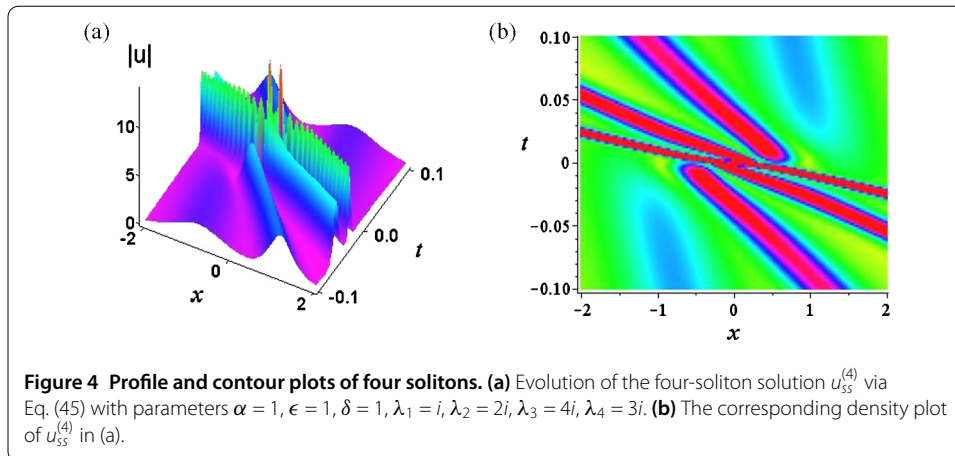 (a)
|u|
10
5
0
-2
0
2
x
-0.1
0.0
0.1
t
(b)
0.10
0.05
t 0
-0.05
-0.10
−2 −1 0 1 2
x
Figure 4 Profile and contour plots of four solitons. (a) Evolution of the four-soliton solution u_ss^(4) via
Eq. (45) with parameters α = 1, ϵ = 1, δ = 1, λ₁ = i, λ₂ = 2i, λ₃ = 4i, λ₄ = 3i. (b) The corresponding density plot
of u_ss^(4) in (a).